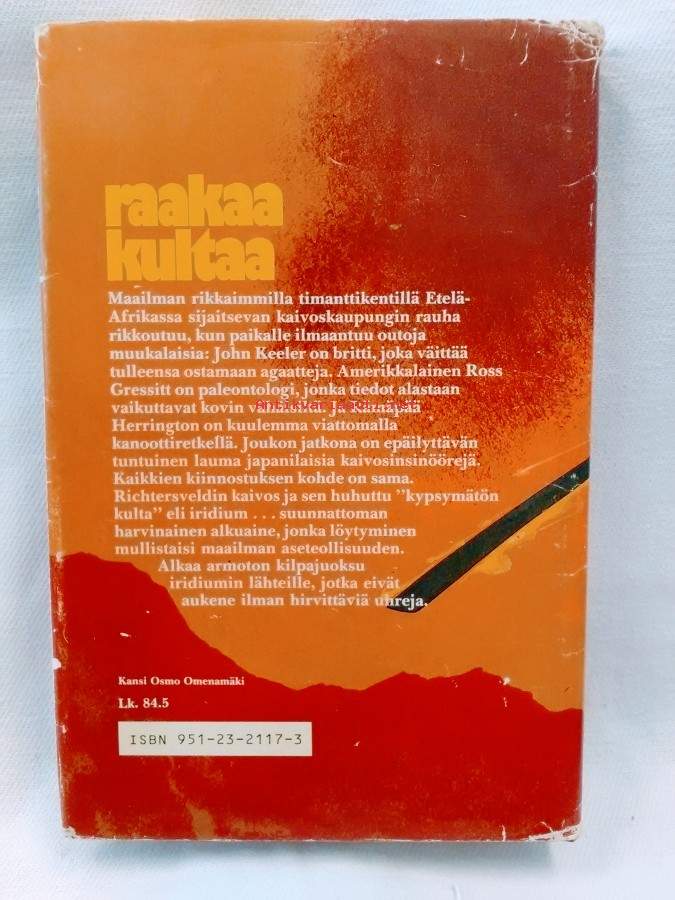 raakaa
kultaa
Maailman rikkaimmilla timanttikentillä Etelä-
Afrikassa sijaitsevan kaivoskaupungin rauha
rikkoutuu, kun paikalle ilmaantuu outoja
muukalaisia: John Keeler on britti, joka väittää
tulleensa ostamaan agaatteja. Amerikkalainen Ross
Gressitt on paleontologi, jonka tiedot alastaan
vaikuttavat kovin
Herrington on kuulemma viattomalla
kanoottiretkellä. Joukon jatkona on epäilyttävän
tuntuinen lauma japanilaisia kaivosinsinöörejä.
Kaikkien kiinnostuksen kohde on sama.
Richtersveldin kaivos ja sen huhuttu ”kypsymätön
kulta” eli iridium . . . suunnattoman
harvinainen alkuaine, jonka löytyminen
mullistaisi maailman aseteollisuuden.
Alkaa armoton kilpajuoksu
iridiumin lähteille, jotka eivät
aukene ilman hirvittäviä uhreja.
Kansi Osmo Omenamäki
Lk. 84.5
ISBN 951-23-2117-3